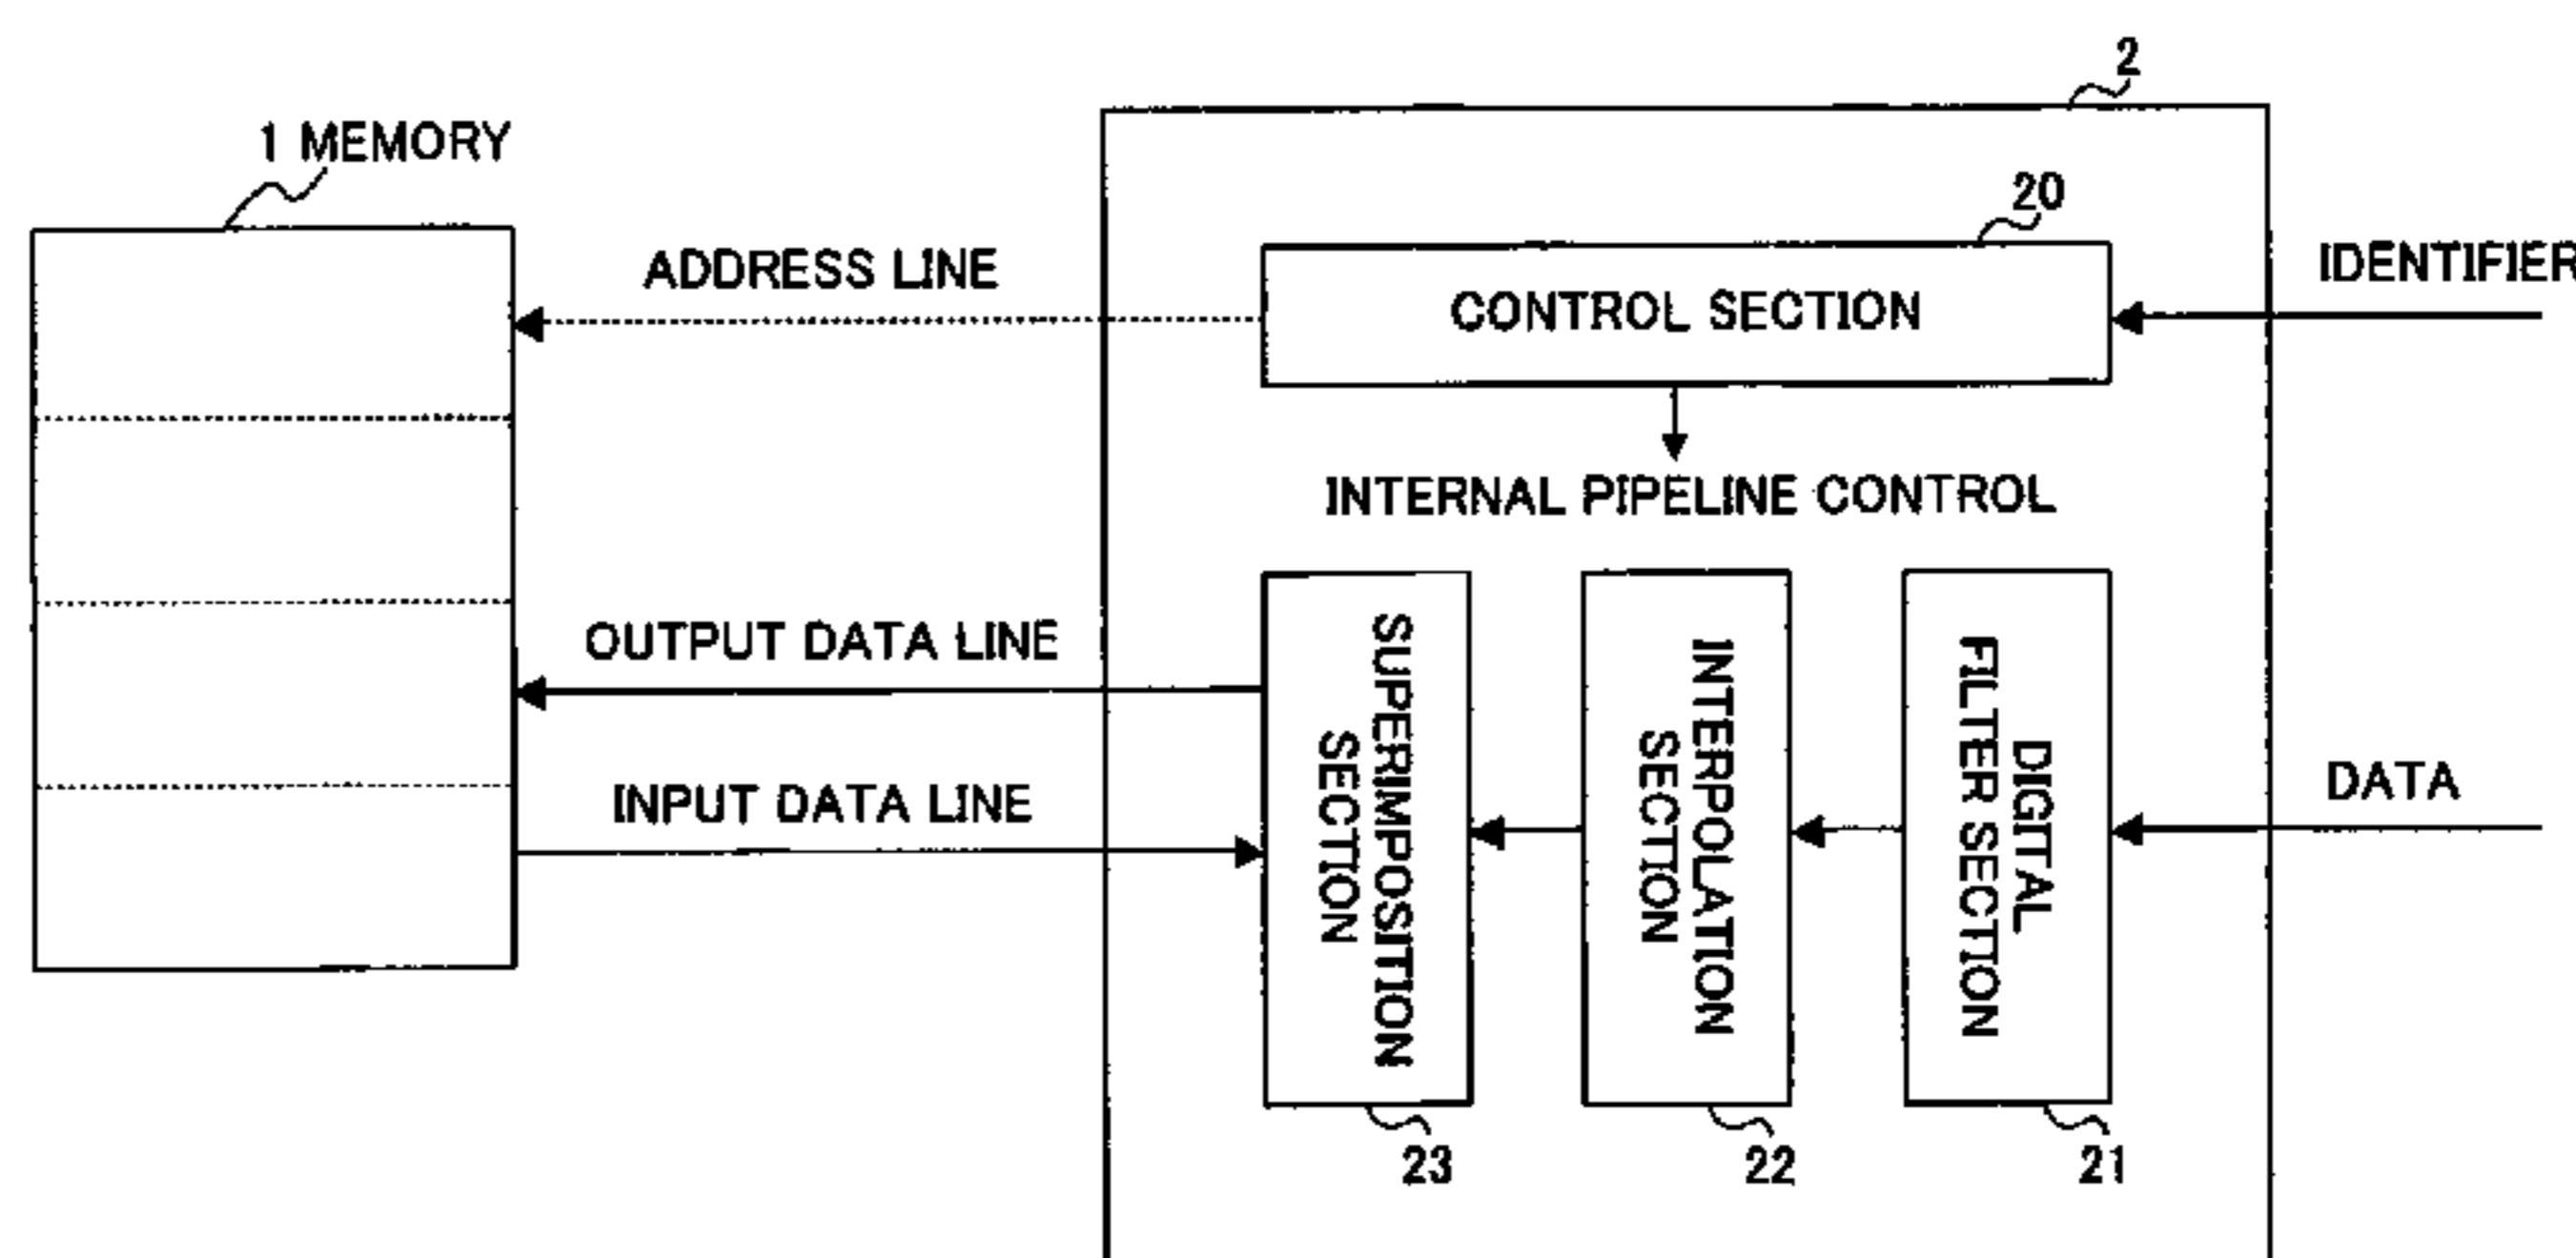 2
1 MEMORY
20
IDENTIFIER
ADDRESS LINE
CONTROL SECTION
INTERNAL PIPELINE CONTROL
OUTPUT DATA LINE
INPUT DATA LINE
SUPERIMPOSITION
SECTION
INTERPOLATION
SECTION
DIGITAL
FILTER SECTION
DATA
23
22
21